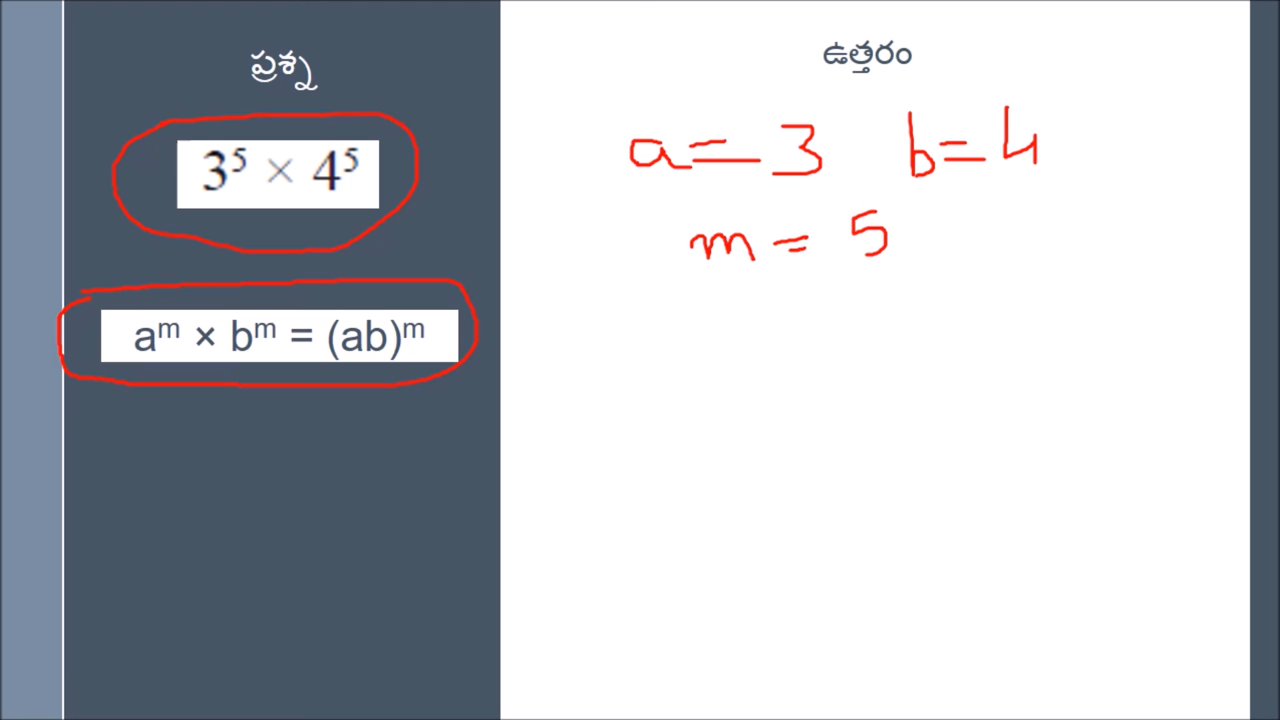 ప్రశ్న
3⁵ × 4⁵
aᵐ × bᵐ = (ab)ᵐ
ఉత్తరం
a = 3 b = 4
m = 5